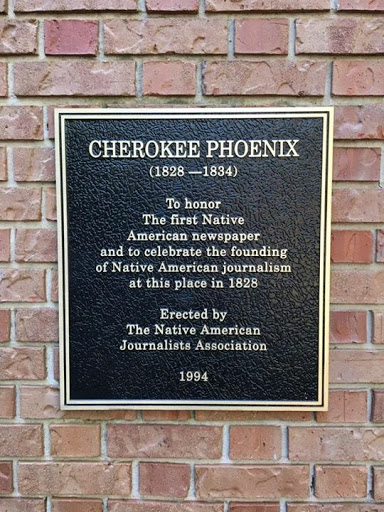 CHEROKEE PHOENIX
(1828 —1834)
To honor
The first Native
American newspaper
and to celebrate the founding
of Native American journalism
at this place in 1828
Erected by
The Native American
Journalists Association
1994